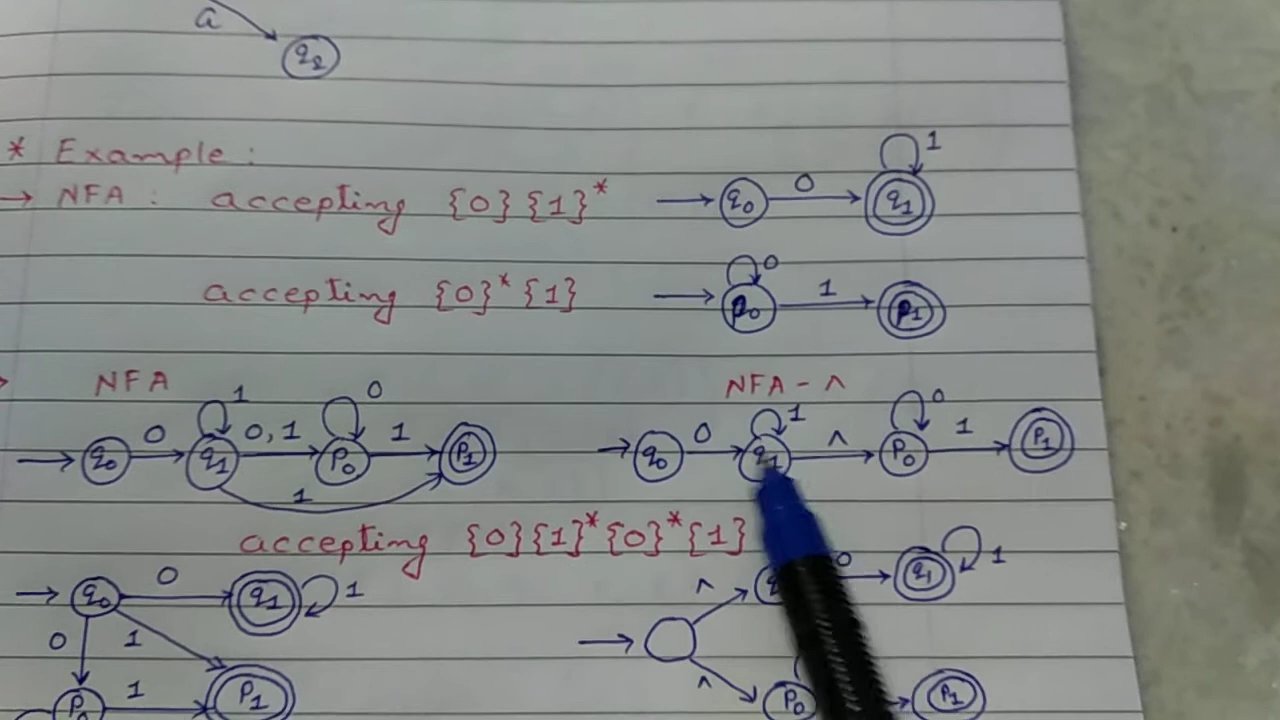 a
q2
* Example:
→ NFA: accepting {0}{1}* → q0 0 q1 1
accepting {0}*{1} → p0 0 1 p1
NFA NFA-^
→ q0 0 q1 1 0,1 p0 0 1 p1 1
→ q0 0 q1 1 ^ p0 0 1 p1
accepting {0}{1}*{0}*{1}
→ q0 0 q1 1
0 1
p0 1 p1
→ ^ 0 q1 1
^ p0 p1